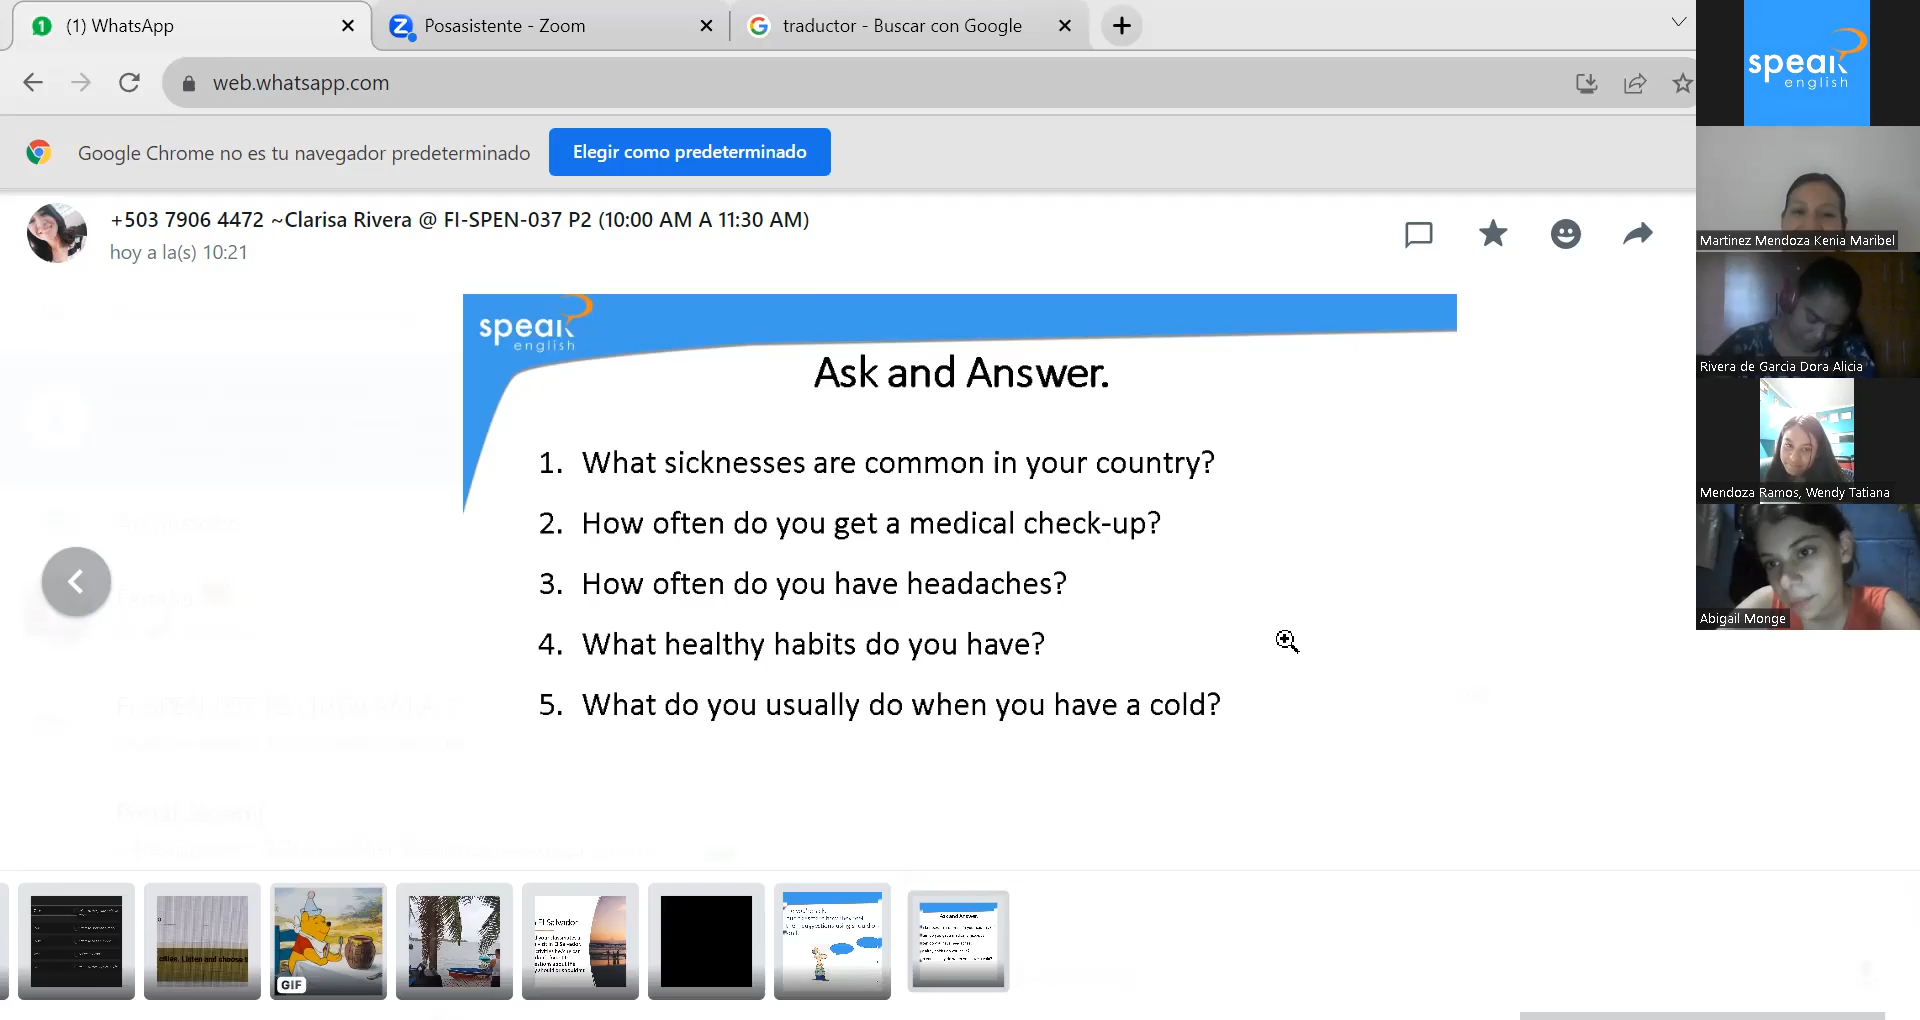 (1) WhatsApp
Posasistente - Zoom
traductor - Buscar con Google
web.whatsapp.com
Google Chrome no es tu navegador predeterminado
Elegir como predeterminado
+503 7906 4472 ~Clarisa Rivera @ FI-SPEN-037 P2 (10:00 AM A 11:30 AM)
hoy a la(s) 10:21
speak
english
Ask and Answer.
1. What sicknesses are common in your country?
2. How often do you get a medical check-up?
3. How often do you have headaches?
4. What healthy habits do you have?
5. What do you usually do when you have a cold?
speak
english
Martinez Mendoza Kenia Maribel
Rivera de Garcia Dora Alicia
Mendoza Ramos, Wendy Tatiana
Abigail Monge
GIF
El Salvador
Ask and Answer.